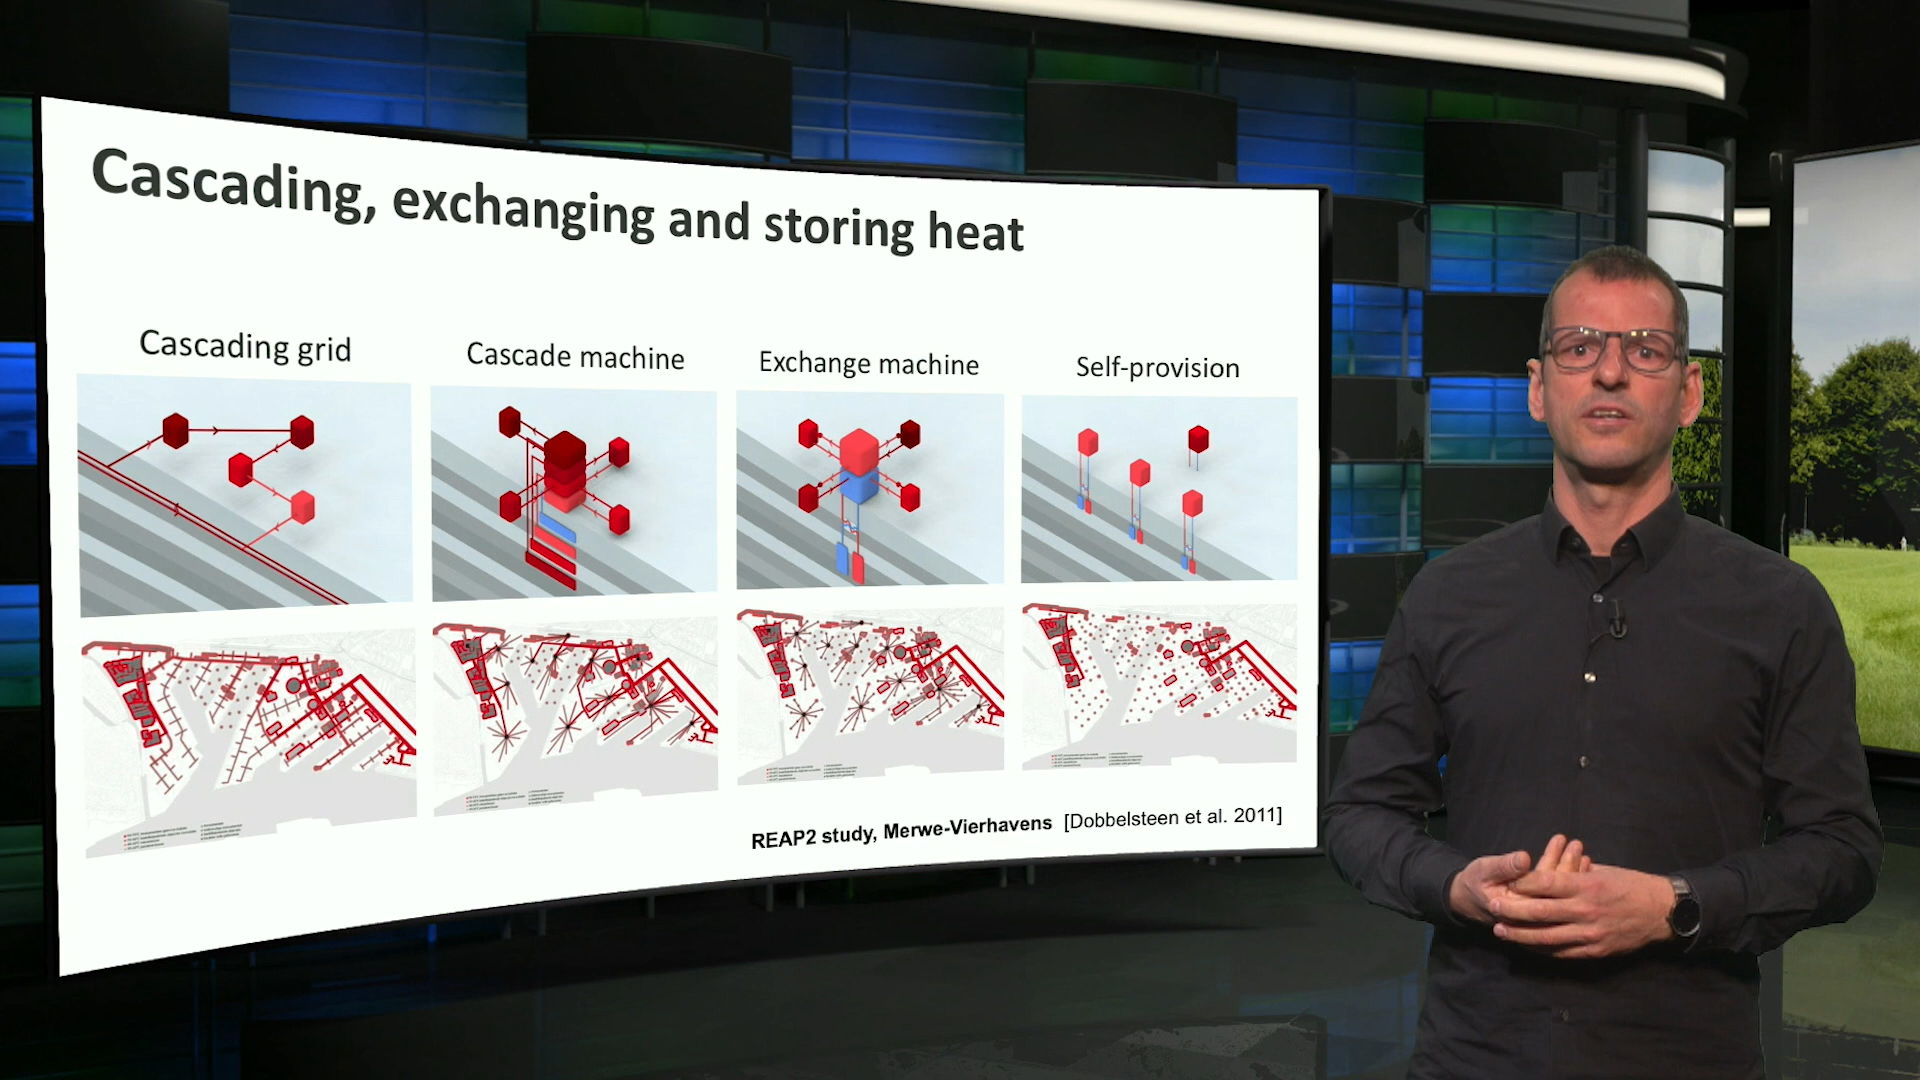 Cascading, exchanging and storing heat
Cascading grid
Cascade machine
Exchange machine
Self-provision
REAP2 study, Merwe-Vierhavens [Dobbelsteen et al. 2011]